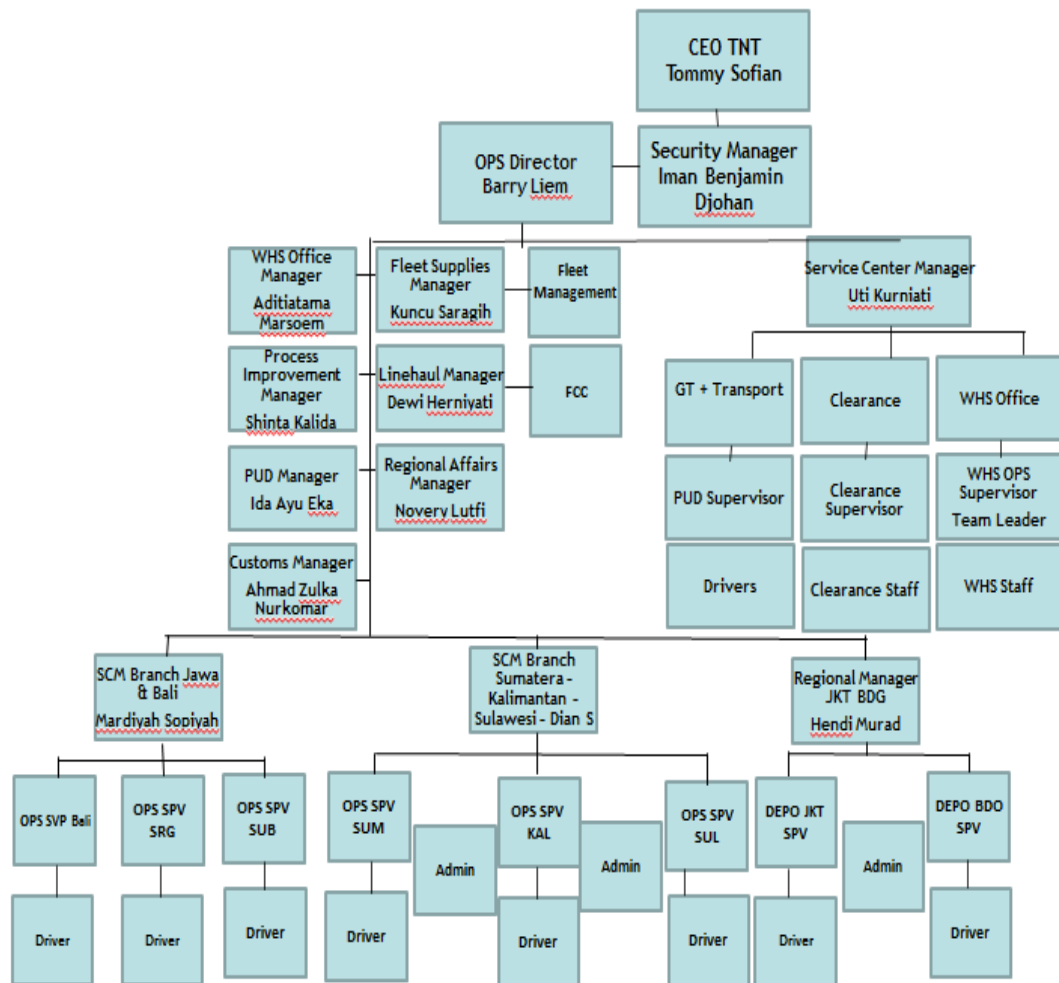 CEO TNT
Tommy Sofian
OPS Director
Barry Liem
Security Manager
Iman Benjamin
Djohan
WHS Office
Manager
Aditiatama
Marsoem
Fleet Supplies
Manager
Kuncu Saragih
Fleet
Management
Service Center Manager
Uti Kurniati
Process
Improvement
Manager
Shinta Kalida
Linehaul Manager
Dewi Herniyati
FCC
GT + Transport
Clearance
WHS Office
PUD Manager
Ida Ayu Eka
Regional Affairs
Manager
Novery Lutfi
PUD Supervisor
Clearance
Supervisor
WHS OPS
Supervisor
Team Leader
Customs Manager
Ahmad Zulka
Nurkomar
Drivers
Clearance Staff
WHS Staff
SCM Branch Jawa
& Bali
Mardiyah Sopiyah
SCM Branch
Sumatera -
Kalimantan -
Sulawesi - Dian S
Regional Manager
JKT BDG
Hendi Murad
OPS SVP Bali
OPS SPV
SRG
OPS SPV
SUB
OPS SPV
SUM
Admin
OPS SPV
KAL
Admin
OPS SPV
SUL
DEPO JKT
SPV
Admin
DEPO BDO
SPV
Driver
Driver
Driver
Driver
Driver
Driver
Driver
Driver